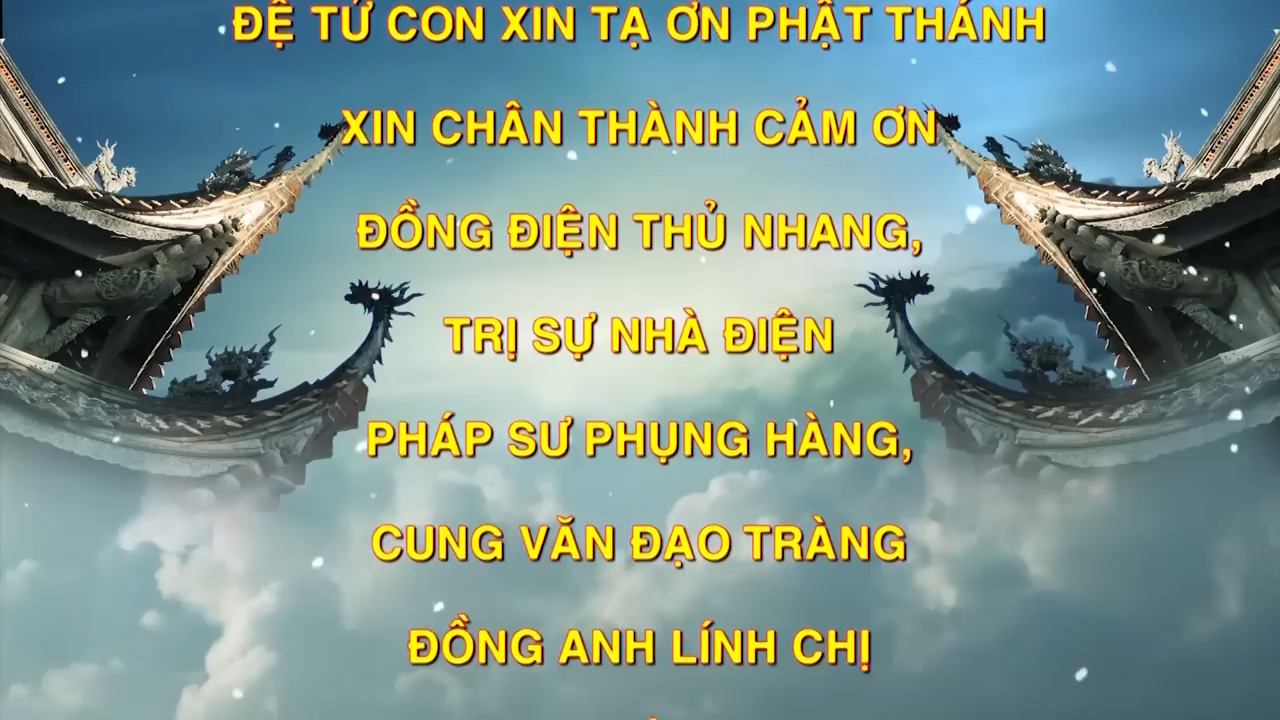 ĐỆ TỬ CON XIN TẠ ƠN PHẬT THÁNH
XIN CHÂN THÀNH CẢM ƠN
ĐỒNG ĐIỆN THỦ NHANG,
TRỊ SỰ NHÀ ĐIỆN
PHÁP SƯ PHỤNG HÀNG,
CUNG VĂN ĐẠO TRÀNG
ĐỒNG ANH LÍNH CHỊ